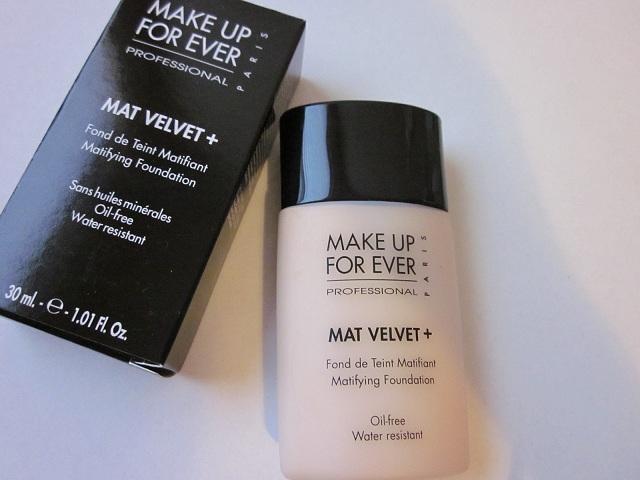 MAKE UP
FOR EVER
PROFESSIONAL
PARIS
MAT VELVET +
Fond de Teint Matifiant
Matifying Foundation
Sans huiles minérales
Oil-free
Water resistant
30 ml. - e - 1.01 Fl. Oz.
MAKE UP
FOR EVER
PROFESSIONAL
PARIS
MAT VELVET +
Fond de Teint Matifiant
Matifying Foundation
Oil-free
Water resistant